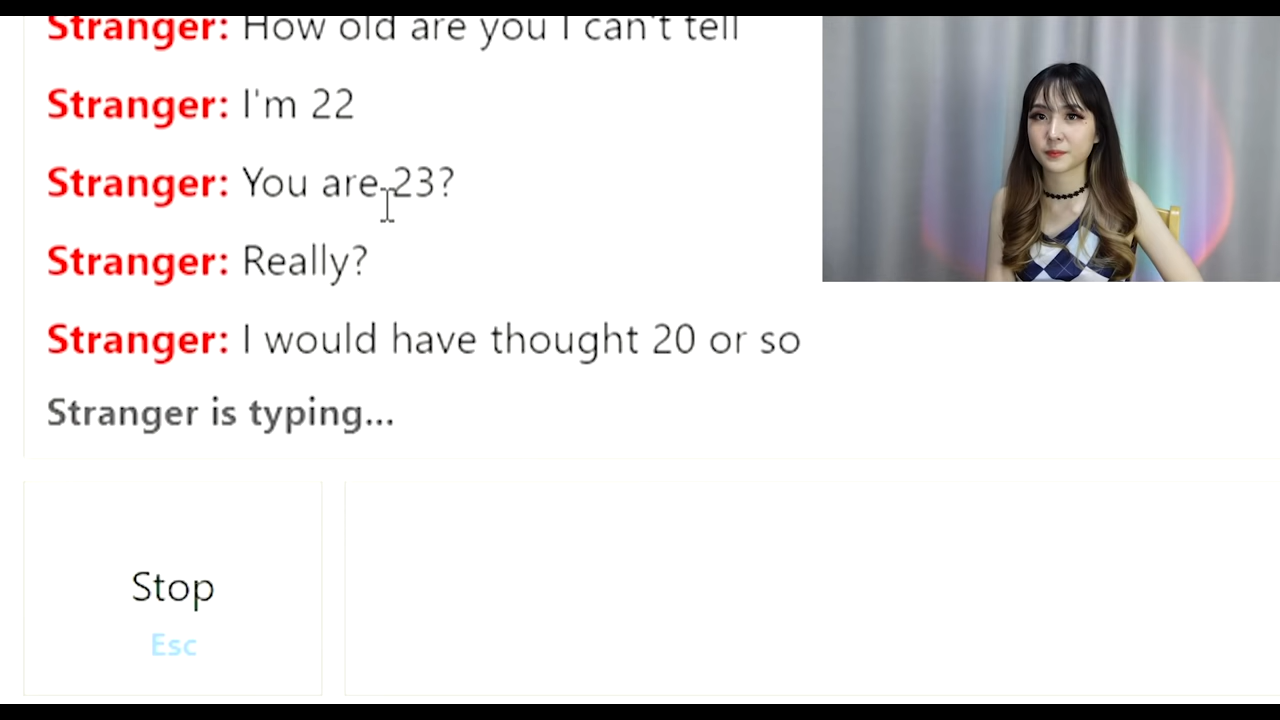 Stranger: How old are you I can't tell
Stranger: I'm 22
Stranger: You are 23?
Stranger: Really?
Stranger: I would have thought 20 or so
Stranger is typing...
Stop
Esc